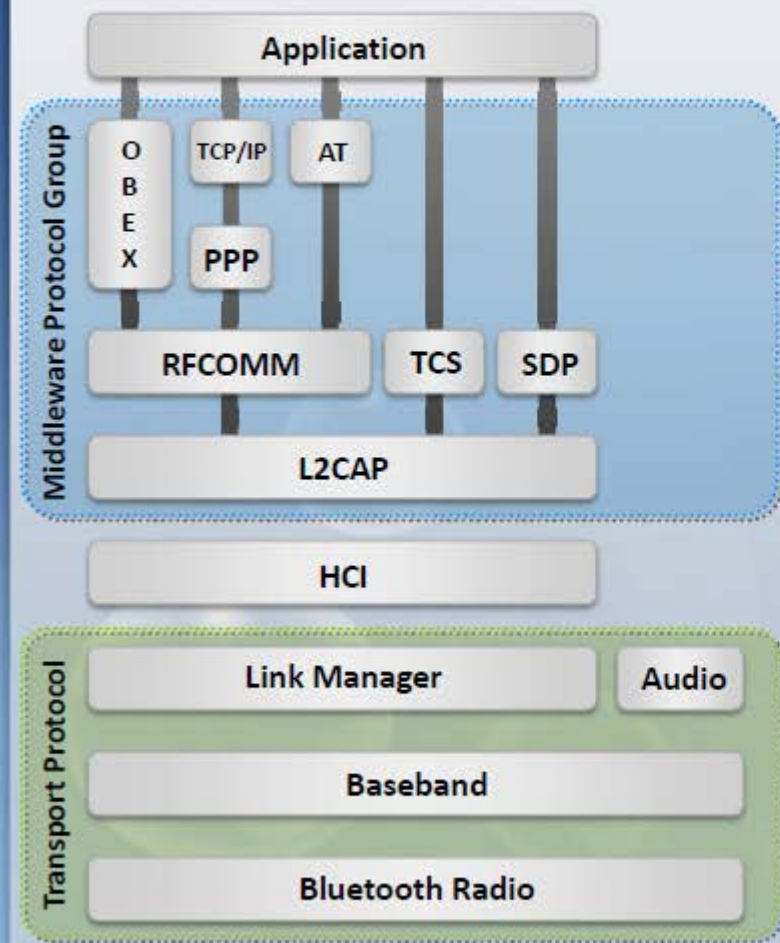 Application
Middleware Protocol Group
OBEX
TCP/IP
AT
PPP
RFCOMM
TCS
SDP
L2CAP
HCI
Transport Protocol
Link Manager
Audio
Baseband
Bluetooth Radio